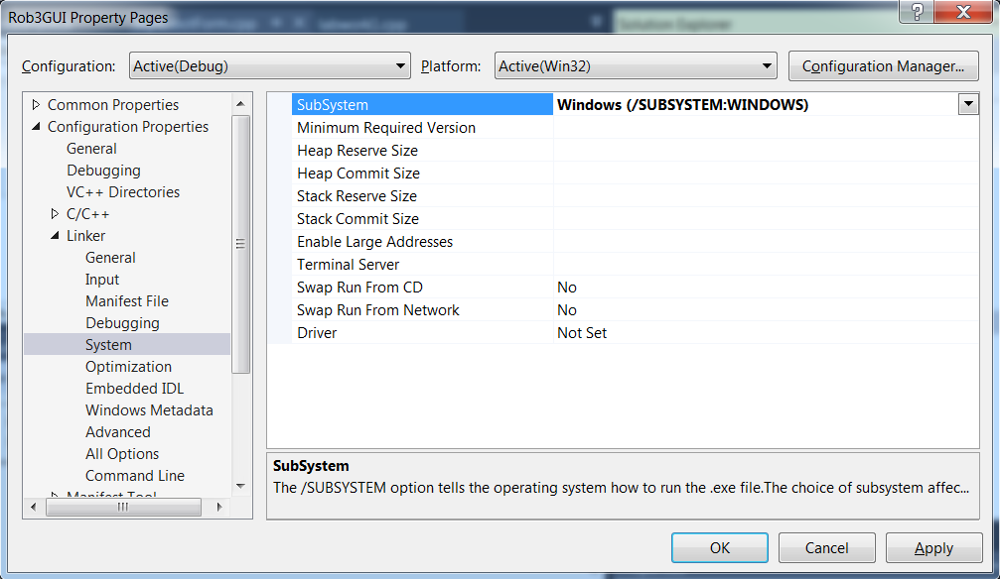 Rob3GUI Property Pages
Solution Explorer
Configuration: Active(Debug) Platform: Active(Win32) Configuration Manager...
Common Properties
Configuration Properties
General
Debugging
VC++ Directories
C/C++
Linker
General
Input
Manifest File
Debugging
System
Optimization
Embedded IDL
Windows Metadata
Advanced
All Options
Command Line
Manifest Tool
SubSystem Windows (/SUBSYSTEM:WINDOWS)
Minimum Required Version
Heap Reserve Size
Heap Commit Size
Stack Reserve Size
Stack Commit Size
Enable Large Addresses
Terminal Server
Swap Run From CD No
Swap Run From Network No
Driver Not Set
SubSystem
The /SUBSYSTEM option tells the operating system how to run the .exe file.The choice of subsystem affec...
OK Cancel Apply